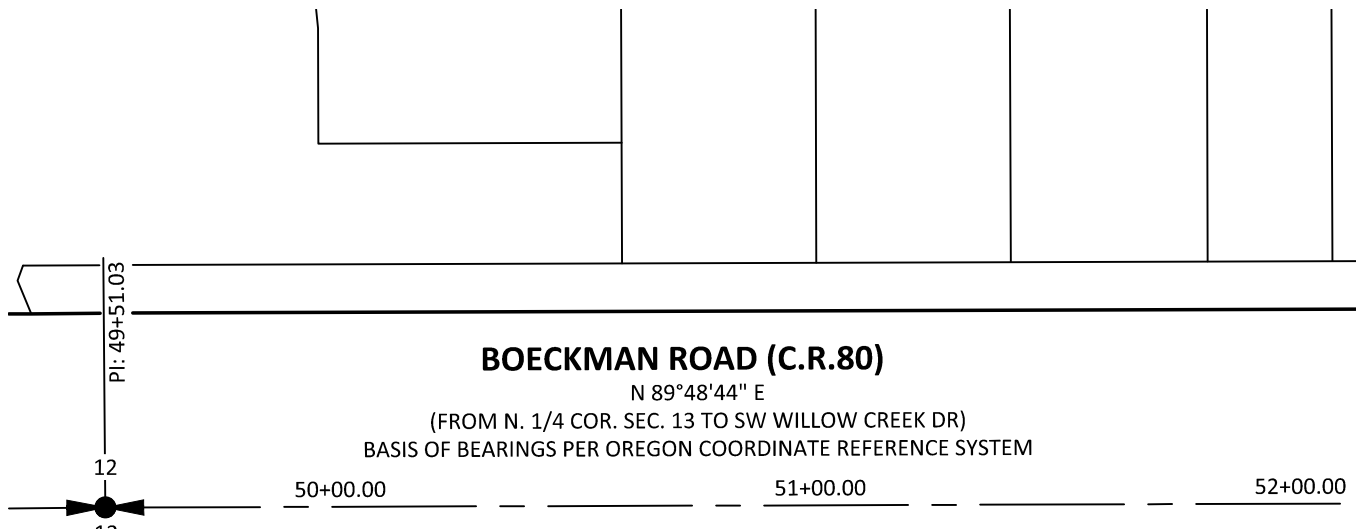 PI: 49+51.03
BOECKMAN ROAD (C.R.80)
N 89°48'44" E
(FROM N. 1/4 COR. SEC. 13 TO SW WILLOW CREEK DR)
BASIS OF BEARINGS PER OREGON COORDINATE REFERENCE SYSTEM
12
50+00.00
51+00.00
52+00.00